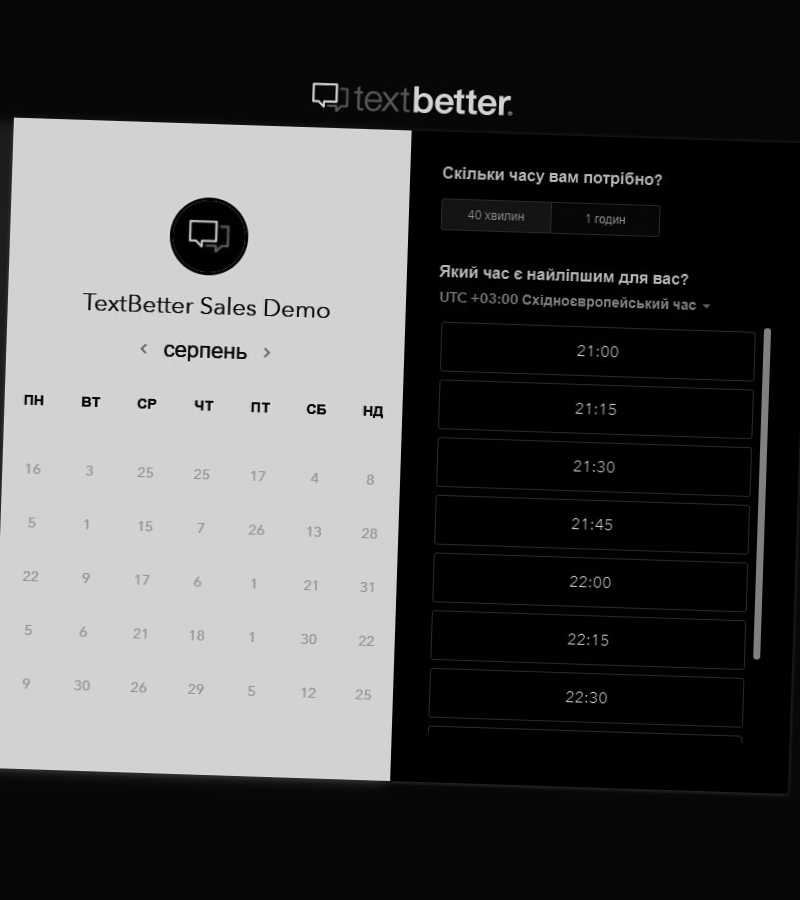 textbetter.
TextBetter Sales Demo
серпень
ПН ВТ СР ЧТ ПТ СБ НД
16 3 25 25 17 4 8
5 1 15 7 26 13 28
22 9 17 6 1 21 31
5 6 21 18 1 30 22
9 30 26 29 5 12 25
Скільки часу вам потрібно?
40 хвилин 1 годин
Який час є найліпшим для вас?
UTC +03:00 Східноєвропейський час
21:00
21:15
21:30
21:45
22:00
22:15
22:30